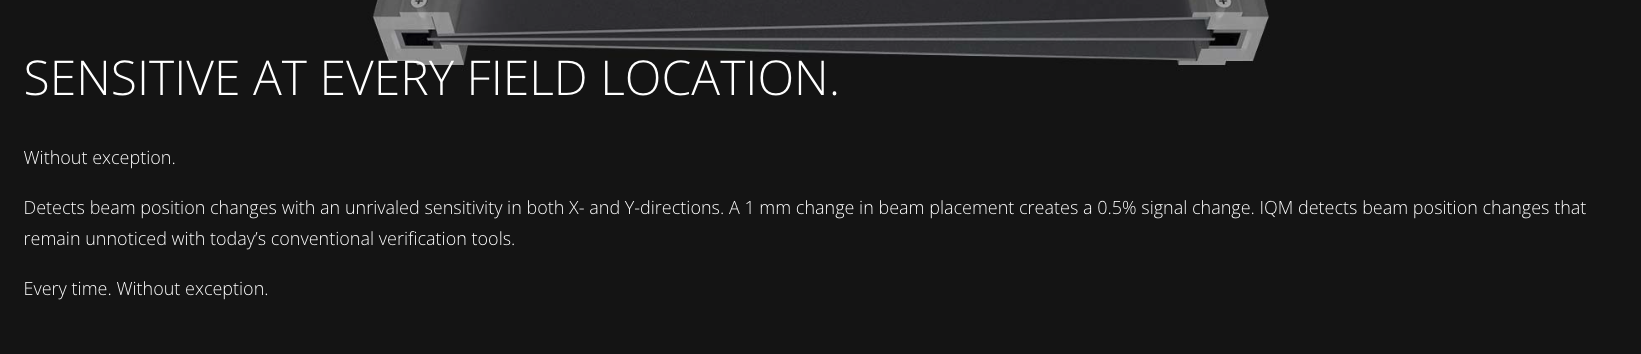 SENSITIVE AT EVERY FIELD LOCATION.
Without exception.
Detects beam position changes with an unrivaled sensitivity in both X- and Y-directions. A 1 mm change in beam placement creates a 0.5% signal change. IQM detects beam position changes that
remain unnoticed with today’s conventional verification tools.
Every time. Without exception.